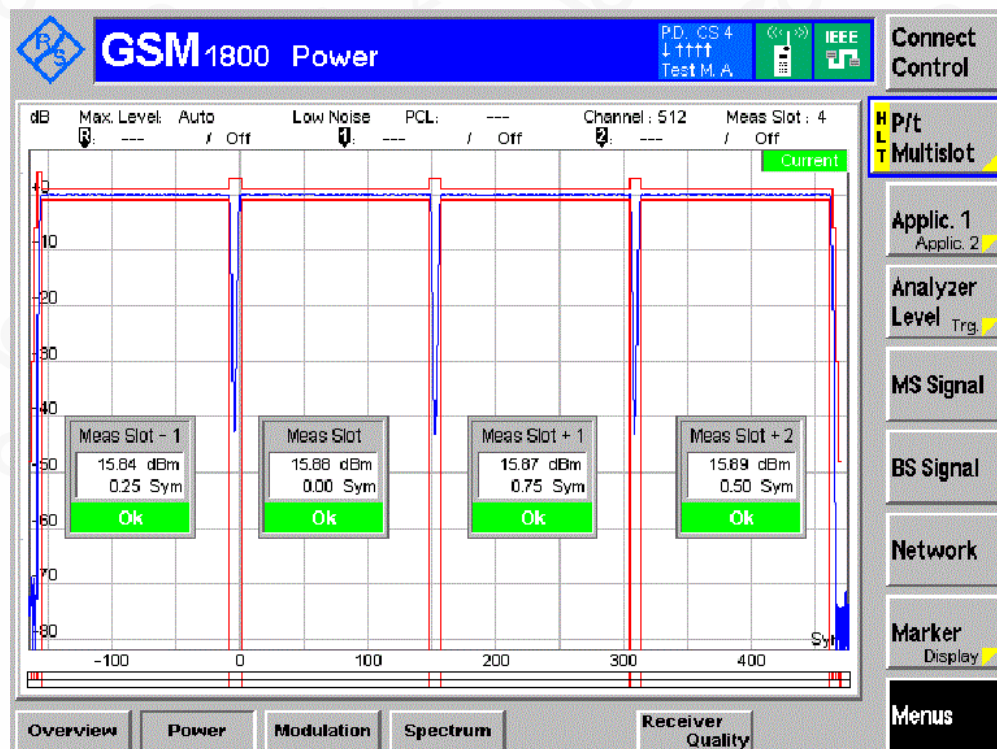 R/S
GSM 1800 Power
PD. CS 4
↓ ↑↑↑↑
Test M. A
IEEE
Connect
Control
dB Max. Level: Auto Low Noise PCL: --- Channel : 512 Meas Slot : 4
R: --- / Off 1: --- / Off 2: --- / Off
HLT
P/t
Multislot
Current
+0
-10
-20
-30
-40
-50
-60
-70
-80
Applic. 1
Applic. 2
Analyzer
Level Trg.
MS Signal
BS Signal
Network
Marker
Display
Menus
Meas Slot - 1
15.84 dBm
0.25 Sym
Ok
Meas Slot
15.88 dBm
0.00 Sym
Ok
Meas Slot + 1
15.87 dBm
0.75 Sym
Ok
Meas Slot + 2
15.89 dBm
0.50 Sym
Ok
Sym
-100 0 100 200 300 400
Overview Power Modulation Spectrum Receiver
Quality